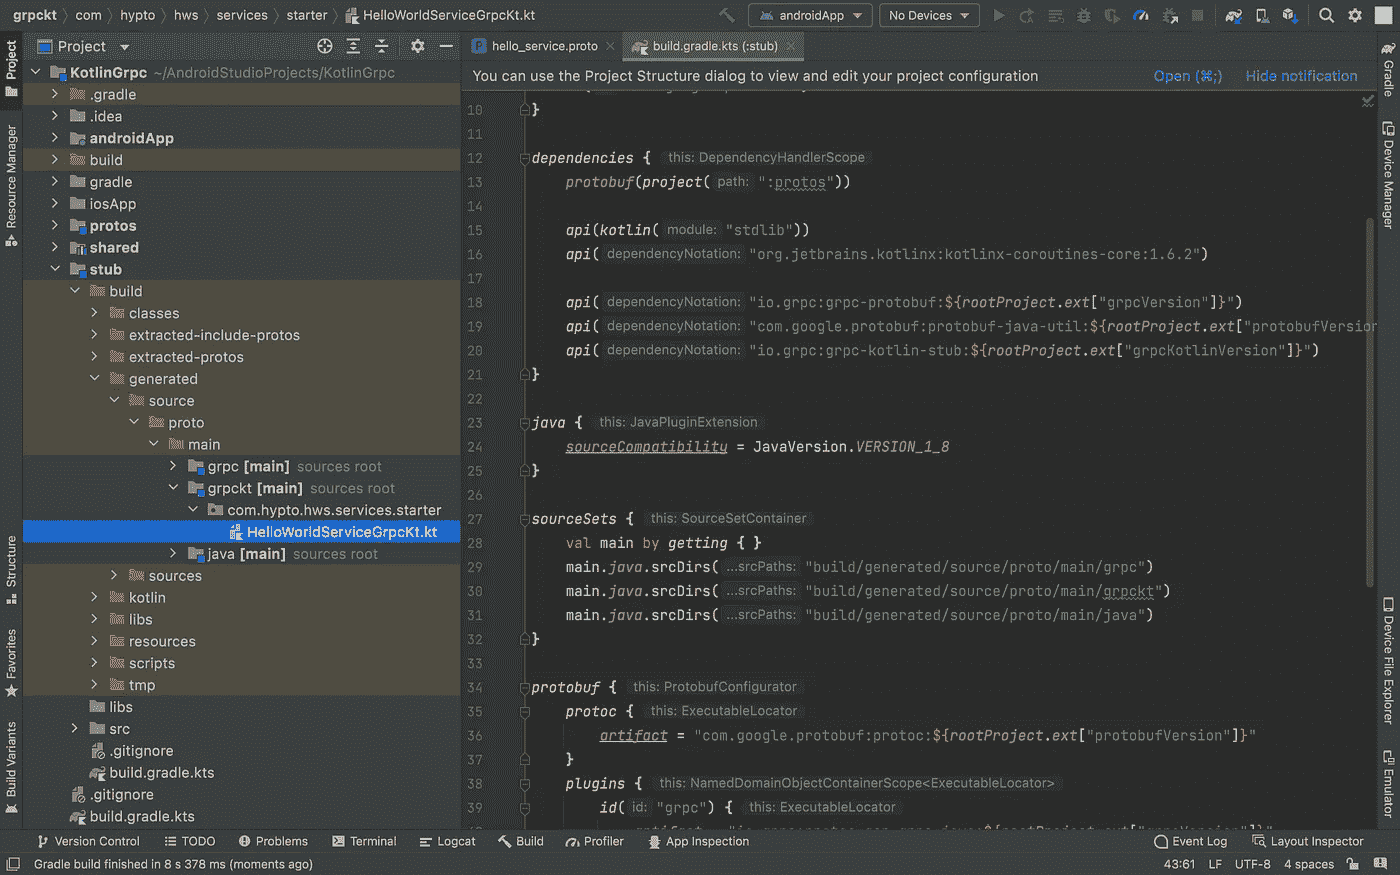 grpckt com hypto hws services starter HelloWorldServiceGrpcKt.kt androidApp No Devices
Project
hello_service.proto build.gradle.kts (:stub)
You can use the Project Structure dialog to view and edit your project configuration Open (⌘;) Hide notification
Project
Resource Manager
Structure
Favorites
Build Variants
KotlinGrpc ~/AndroidStudioProjects/KotlinGrpc
.gradle
.idea
androidApp
build
gradle
iosApp
protos
shared
stub
build
classes
extracted-include-protos
extracted-protos
generated
source
proto
main
grpc [main] sources root
grpckt [main] sources root
com.hypto.hws.services.starter
HelloWorldServiceGrpcKt.kt
java [main] sources root
sources
kotlin
libs
resources
scripts
tmp
libs
src
.gitignore
build.gradle.kts
.gitignore
build.gradle.kts
10 }
11
12 dependencies { this: DependencyHandlerScope
13 protobuf(project( path: ":protos"))
14
15 api(kotlin( module: "stdlib"))
16 api( dependencyNotation: "org.jetbrains.kotlinx:kotlinx-coroutines-core:1.6.2")
17
18 api( dependencyNotation: "io.grpc:grpc-protobuf:${rootProject.ext["grpcVersion"]}")
19 api( dependencyNotation: "com.google.protobuf:protobuf-java-util:${rootProject.ext["protobufVersion
20 api( dependencyNotation: "io.grpc:grpc-kotlin-stub:${rootProject.ext["grpcKotlinVersion"]}")
21 }
22
23 java { this: JavaPluginExtension
24 sourceCompatibility = JavaVersion.VERSION_1_8
25 }
26
27 sourceSets { this: SourceSetContainer
28 val main by getting { }
29 main.java.srcDirs( ...srcPaths: "build/generated/source/proto/main/grpc")
30 main.java.srcDirs( ...srcPaths: "build/generated/source/proto/main/grpckt")
31 main.java.srcDirs( ...srcPaths: "build/generated/source/proto/main/java")
32 }
33
34 protobuf { this: ProtobufConfigurator
35 protoc { this: ExecutableLocator
36 artifact = "com.google.protobuf:protoc:${rootProject.ext["protobufVersion"]}"
37 }
38 plugins { this: NamedDomainObjectContainerScope<ExecutableLocator>
39 id( id: "grpc") { this: ExecutableLocator
Gradle
Device Manager
Device File Explorer
Emulator
Version Control TODO Problems Terminal Logcat Build Profiler App Inspection Event Log Layout Inspector
Gradle build finished in 8 s 378 ms (moments ago) 43:61 LF UTF-8 4 spaces